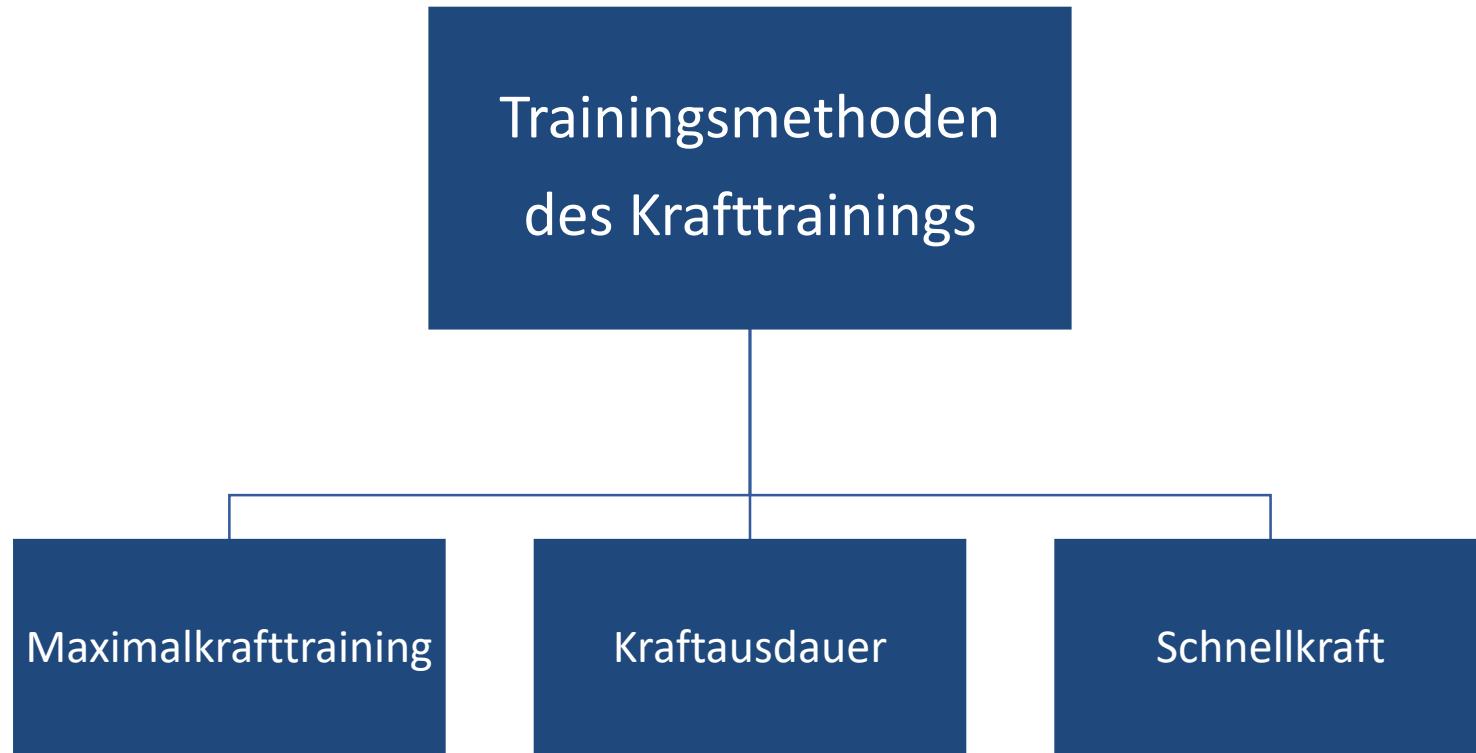 Trainingsmethoden
des Krafttrainings
Maximalkrafttraining
Kraftausdauer
Schnellkraft